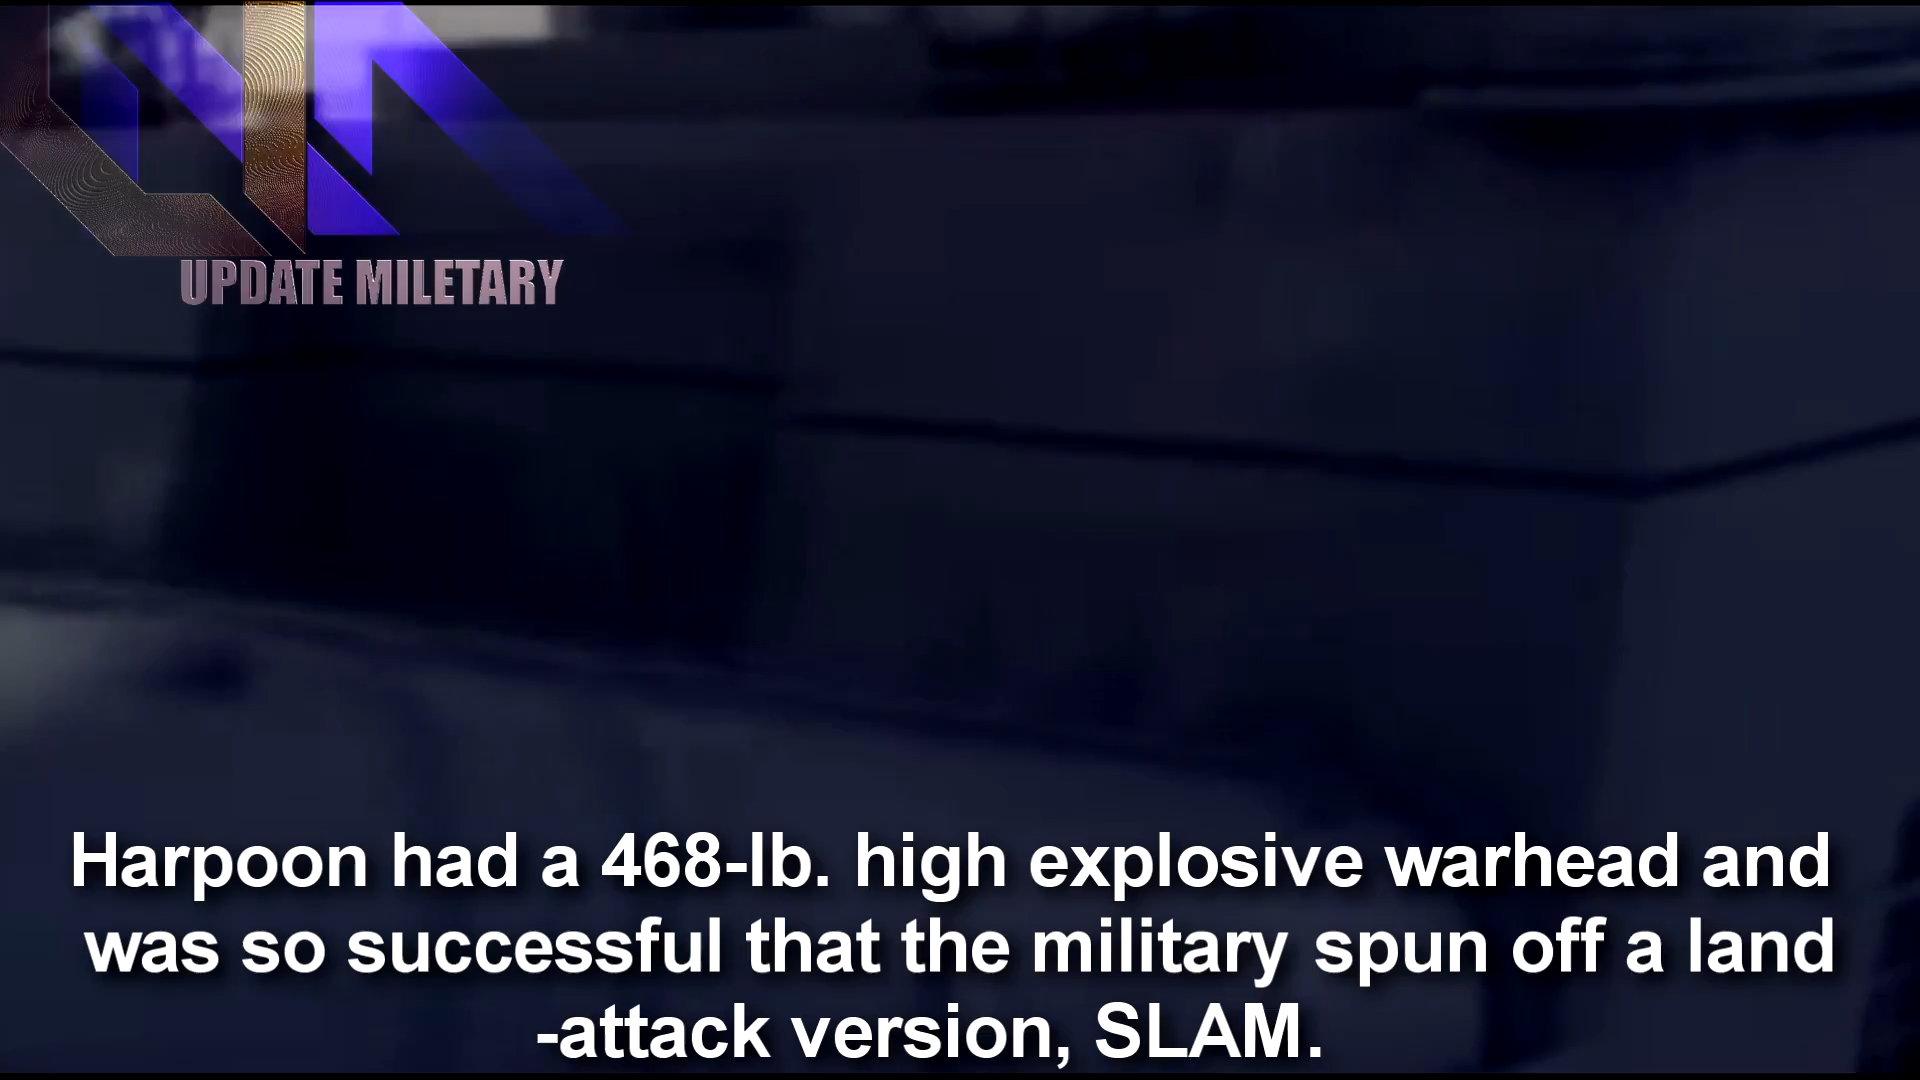 UPDATE MILETARY
Harpoon had a 468-lb. high explosive warhead and
was so successful that the military spun off a land
-attack version, SLAM.